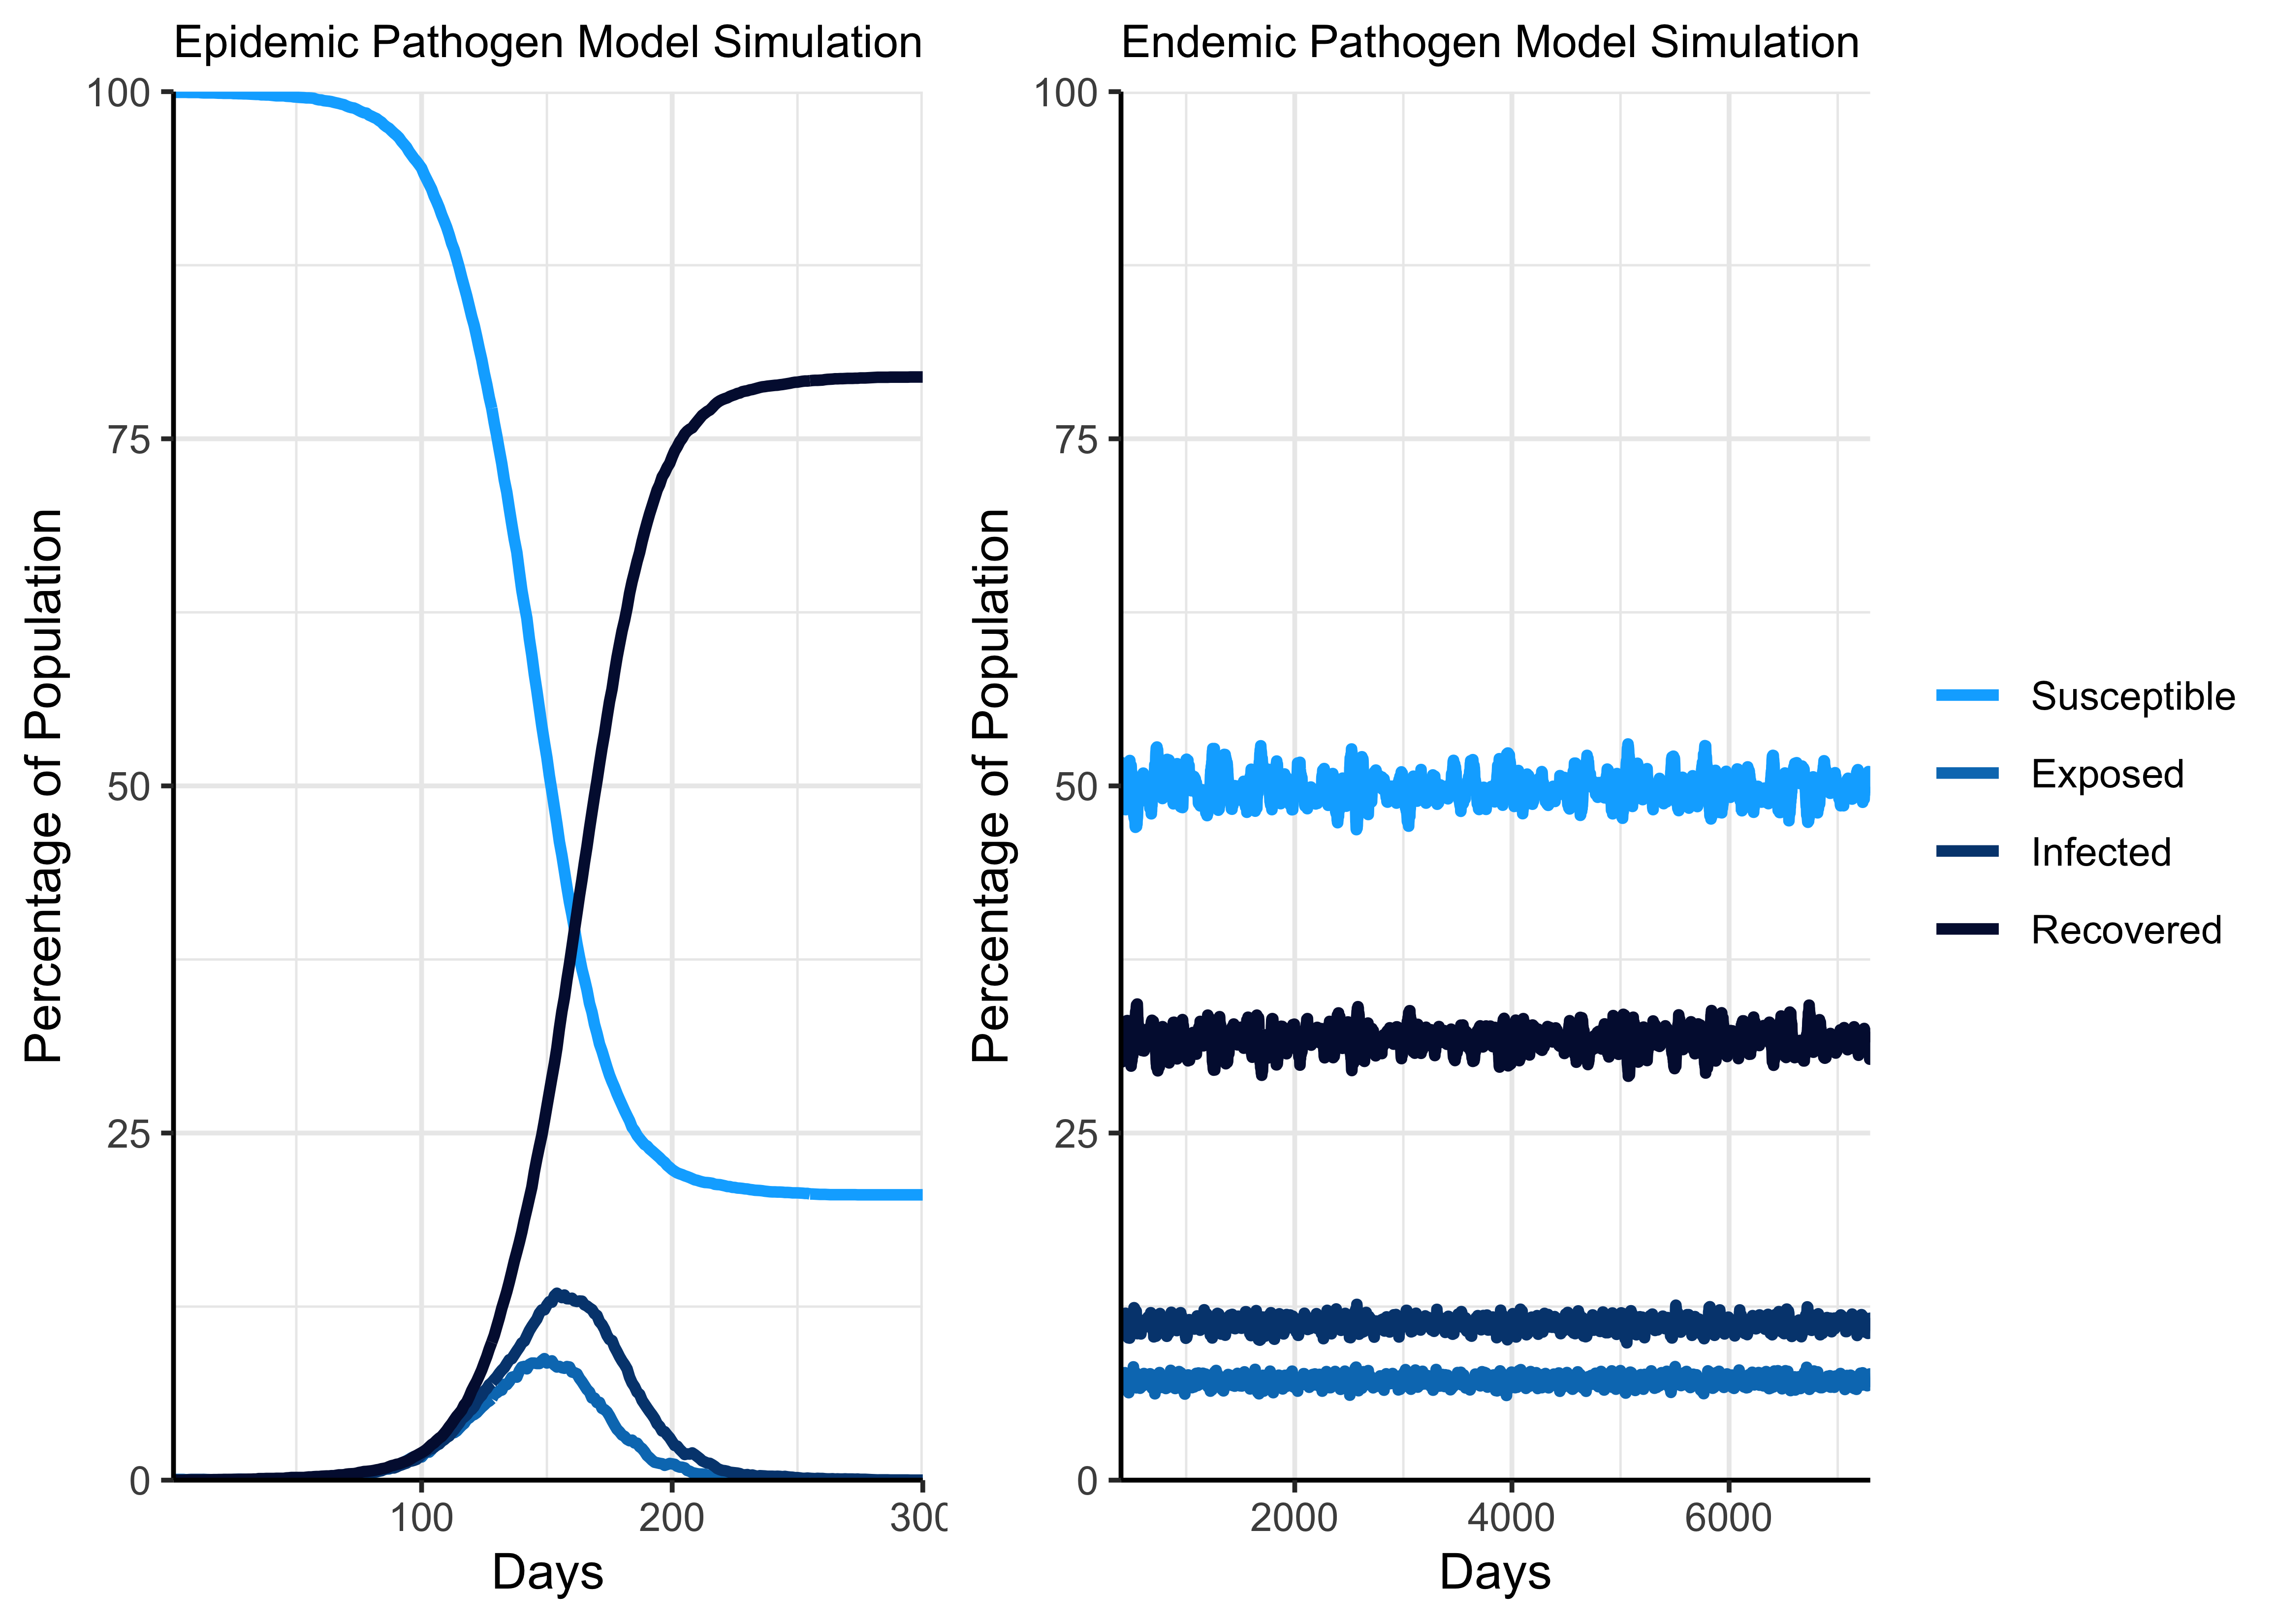 Epidemic Pathogen Model Simulation
100
75
50
25
0
Percentage of Population
100
200
300
Days
Endemic Pathogen Model Simulation
100
75
50
25
0
Percentage of Population
2000
4000
6000
Days
Susceptible
Exposed
Infected
Recovered